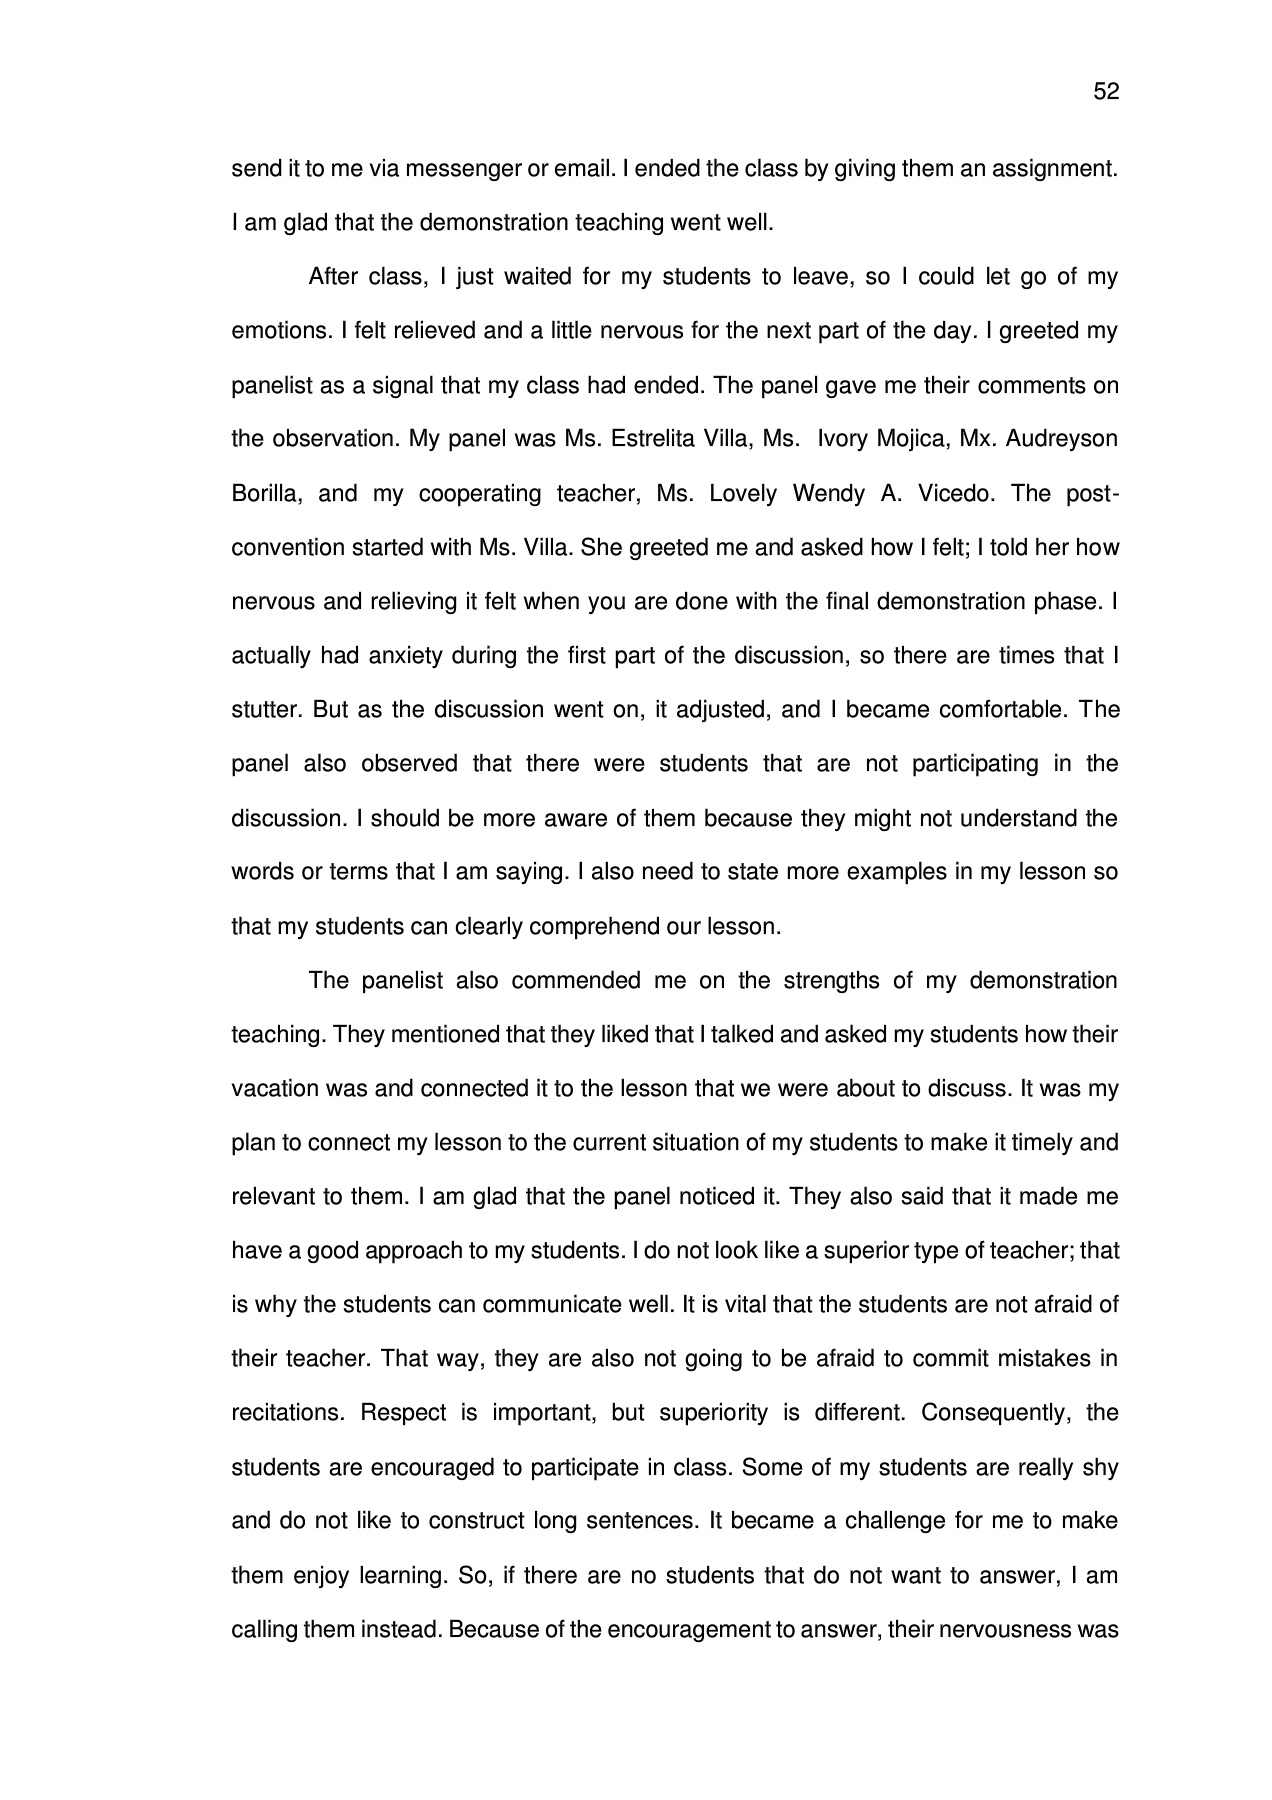 52
send it to me via messenger or email. I ended the class by giving them an assignment.
I am glad that the demonstration teaching went well.
After class, I just waited for my students to leave, so I could let go of my
emotions. I felt relieved and a little nervous for the next part of the day. I greeted my
panelist as a signal that my class had ended. The panel gave me their comments on
the observation. My panel was Ms. Estrelita Villa, Ms.  Ivory Mojica, Mx. Audreyson
Borilla, and my cooperating teacher, Ms. Lovely Wendy A. Vicedo. The post-
convention started with Ms. Villa. She greeted me and asked how I felt; I told her how
nervous and relieving it felt when you are done with the final demonstration phase. I
actually had anxiety during the first part of the discussion, so there are times that I
stutter. But as the discussion went on, it adjusted, and I became comfortable. The
panel also observed that there were students that are not participating in the
discussion. I should be more aware of them because they might not understand the
words or terms that I am saying. I also need to state more examples in my lesson so
that my students can clearly comprehend our lesson.
The panelist also commended me on the strengths of my demonstration
teaching. They mentioned that they liked that I talked and asked my students how their
vacation was and connected it to the lesson that we were about to discuss. It was my
plan to connect my lesson to the current situation of my students to make it timely and
relevant to them. I am glad that the panel noticed it. They also said that it made me
have a good approach to my students. I do not look like a superior type of teacher; that
is why the students can communicate well. It is vital that the students are not afraid of
their teacher. That way, they are also not going to be afraid to commit mistakes in
recitations. Respect is important, but superiority is different. Consequently, the
students are encouraged to participate in class. Some of my students are really shy
and do not like to construct long sentences. It became a challenge for me to make
them enjoy learning. So, if there are no students that do not want to answer, I am
calling them instead. Because of the encouragement to answer, their nervousness was